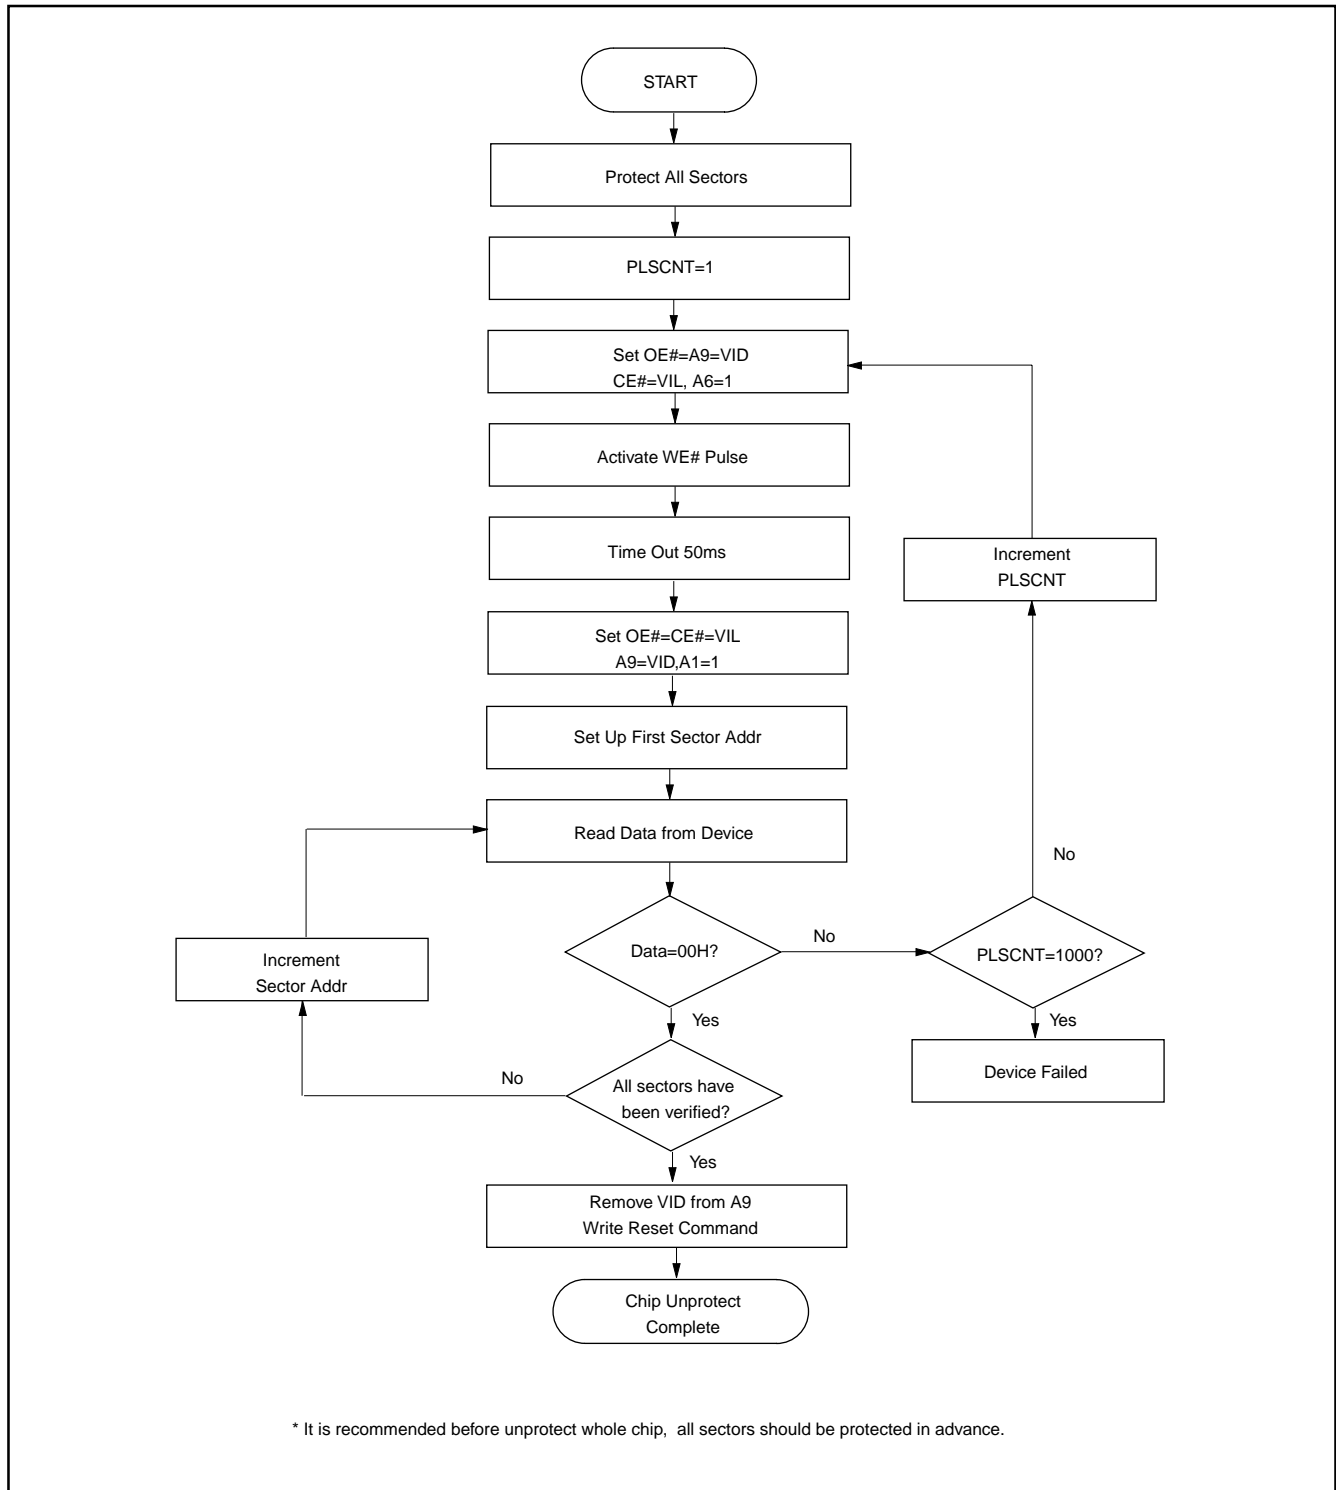 START
Protect All Sectors
PLSCNT=1
Set OE#=A9=VID
CE#=VIL, A6=1
Activate WE# Pulse
Time Out 50ms
Increment
PLSCNT
Set OE#=CE#=VIL
A9=VID,A1=1
Set Up First Sector Addr
Read Data from Device
No
Data=00H?
No
PLSCNT=1000?
Increment
Sector Addr
Yes
Yes
Device Failed
No
All sectors have
been verified?
Yes
Remove VID from A9
Write Reset Command
Chip Unprotect
Complete
* It is recommended before unprotect whole chip, all sectors should be protected in advance.